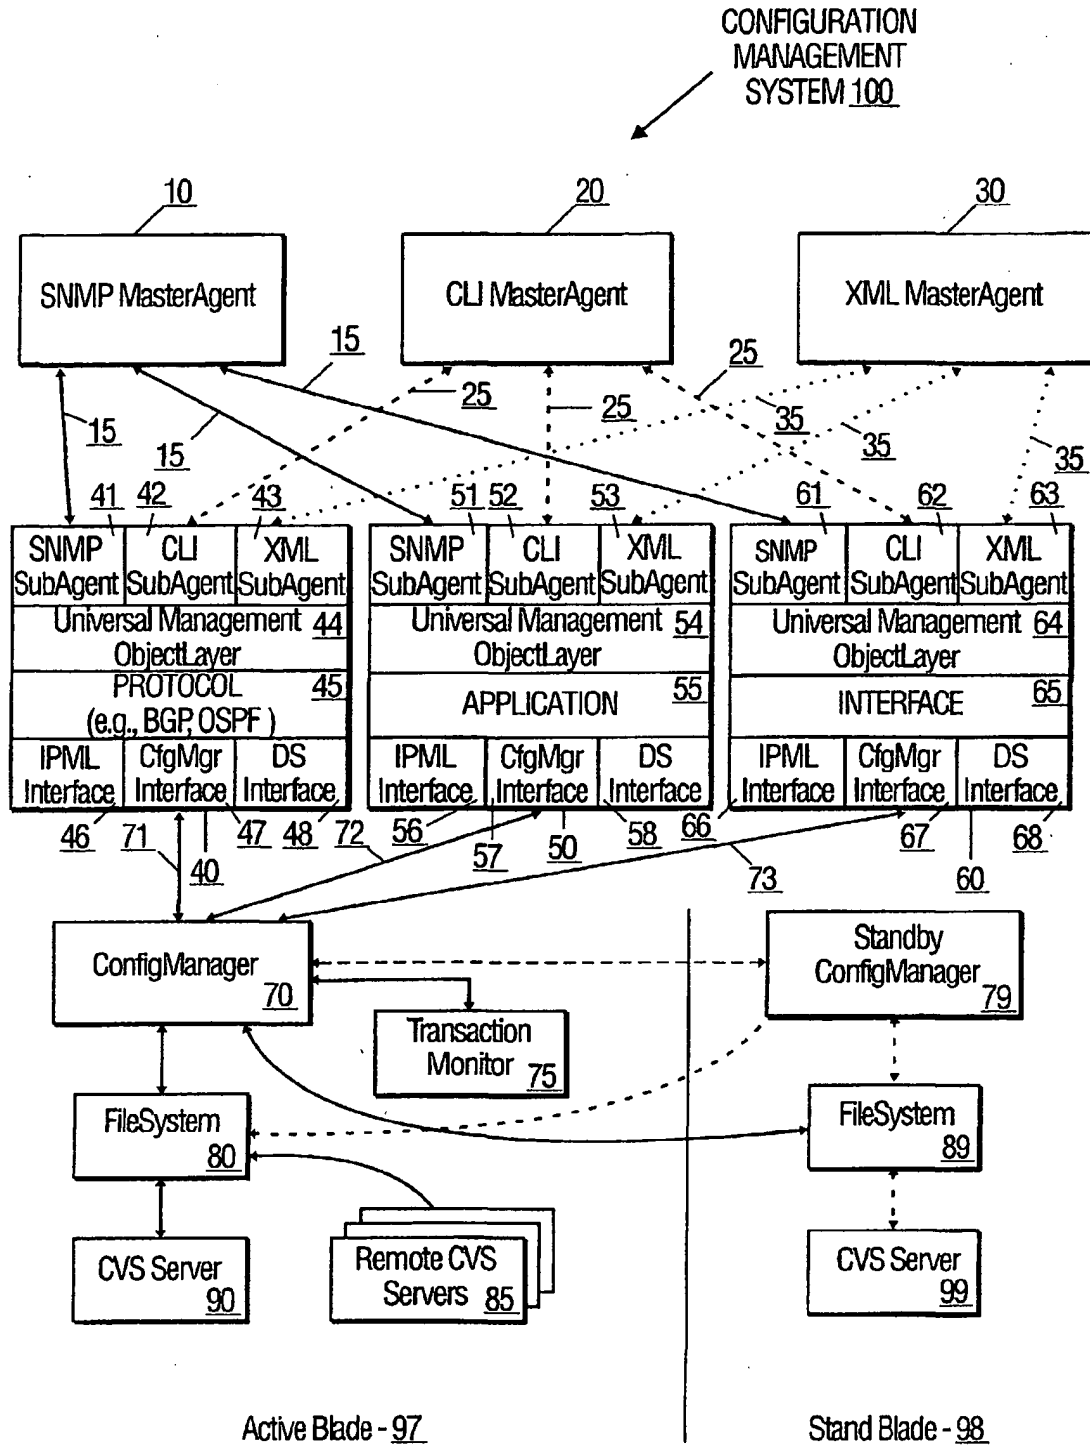 CONFIGURATION
MANAGEMENT
SYSTEM 100
10
20
30
SNMP MasterAgent
CLI MasterAgent
XML MasterAgent
15
15
15
25
25
25
35
35
35
41
42
43
51
52
53
61
62
63
SNMP
SubAgent
CLI
SubAgent
XML
SubAgent
Universal Management
ObjectLayer
44
PROTOCOL
(e.g., BGP, OSPF )
45
IPML
Interface
CfgMgr
Interface
DS
Interface
SNMP
SubAgent
CLI
SubAgent
XML
SubAgent
Universal Management
ObjectLayer
54
APPLICATION
55
IPML
Interface
CfgMgr
Interface
DS
Interface
SNMP
SubAgent
CLI
SubAgent
XML
SubAgent
Universal Management
ObjectLayer
64
INTERFACE
65
IPML
Interface
CfgMgr
Interface
DS
Interface
46
71
40
47
48
72
56
57
50
58
66
73
67
60
68
ConfigManager
70
Standby
ConfigManager
79
Transaction
Monitor 75
FileSystem
80
FileSystem
89
CVS Server
90
Remote CVS
Servers 85
CVS Server
99
Active Blade - 97
Stand Blade - 98